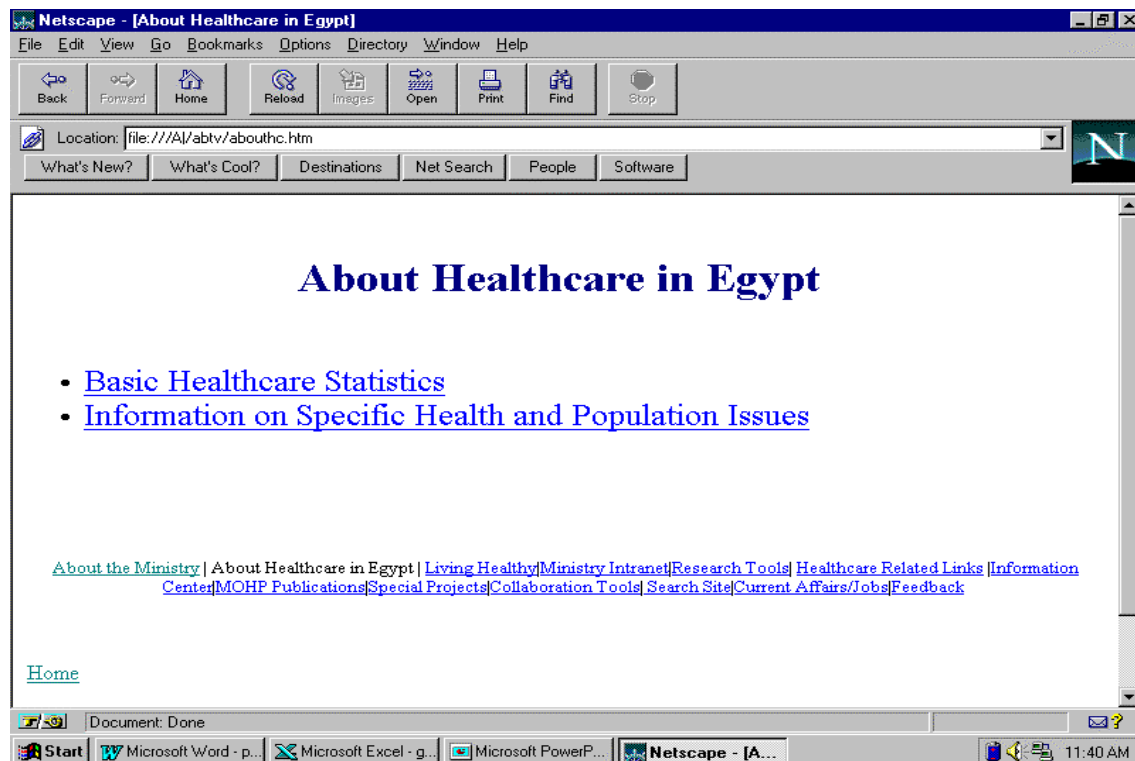 Netscape - [About Healthcare in Egypt]
File Edit View Go Bookmarks Options Directory Window Help
Back Forward Home Reload Images Open Print Find Stop
Location: file:///A|/abtv/abouthc.htm
N
What's New? What's Cool? Destinations Net Search People Software
About Healthcare in Egypt
• Basic Healthcare Statistics
• Information on Specific Health and Population Issues
About the Ministry | About Healthcare in Egypt | Living Healthy|Ministry Intranet|Research Tools| Healthcare Related Links |Information
Center|MOHP Publications|Special Projects|Collaboration Tools| Search Site|Current Affairs/Jobs|Feedback
Home
Document: Done
Start Microsoft Word - p... Microsoft Excel - g... Microsoft PowerP... Netscape - [A... 11:40 AM